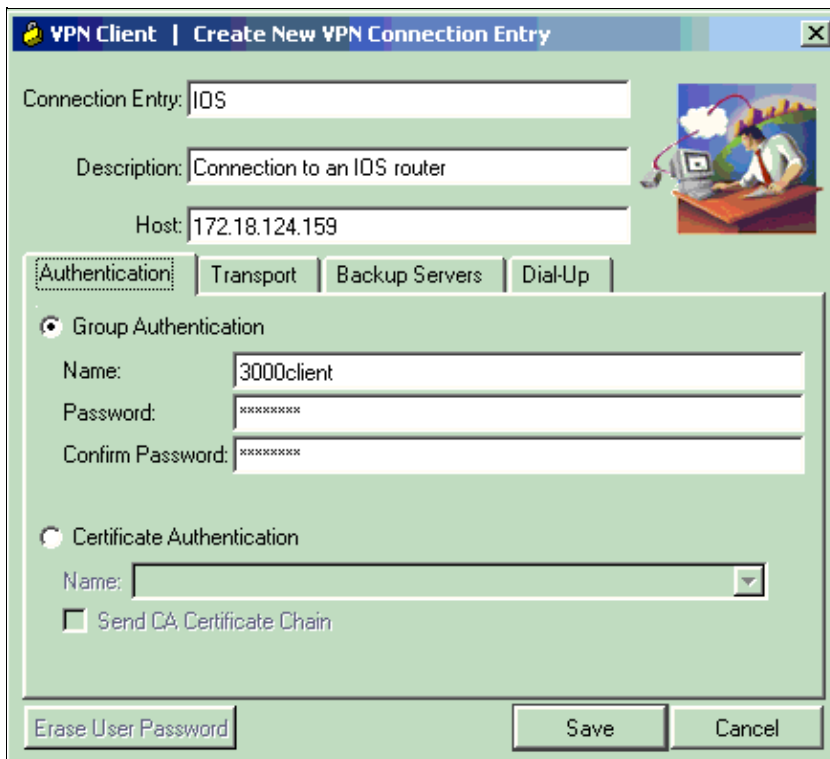 VPN Client | Create New VPN Connection Entry
Connection Entry: IOS
Description: Connection to an IOS router
Host: 172.18.124.159
Authentication Transport Backup Servers Dial-Up
Group Authentication
Name: 3000client
Password: ********
Confirm Password: ********
Certificate Authentication
Name:
Send CA Certificate Chain
Erase User Password Save Cancel